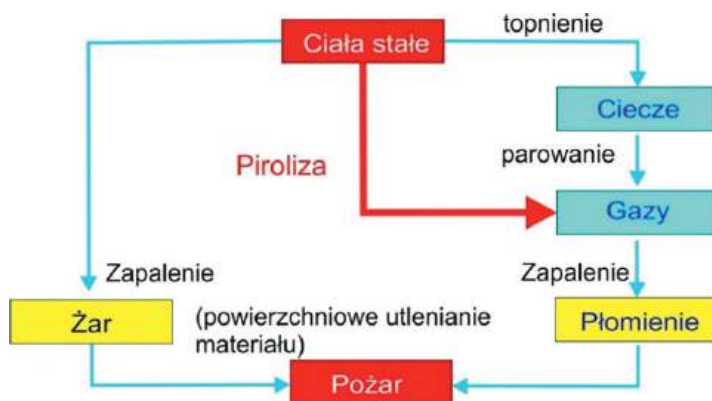 Ciała stałe
topnienie
Ciecze
parowanie
Piroliza
Gazy
Zapalenie
Zapalenie
Żar
(powierzchniowe utlenianie
materiału)
Płomienie
Pożar